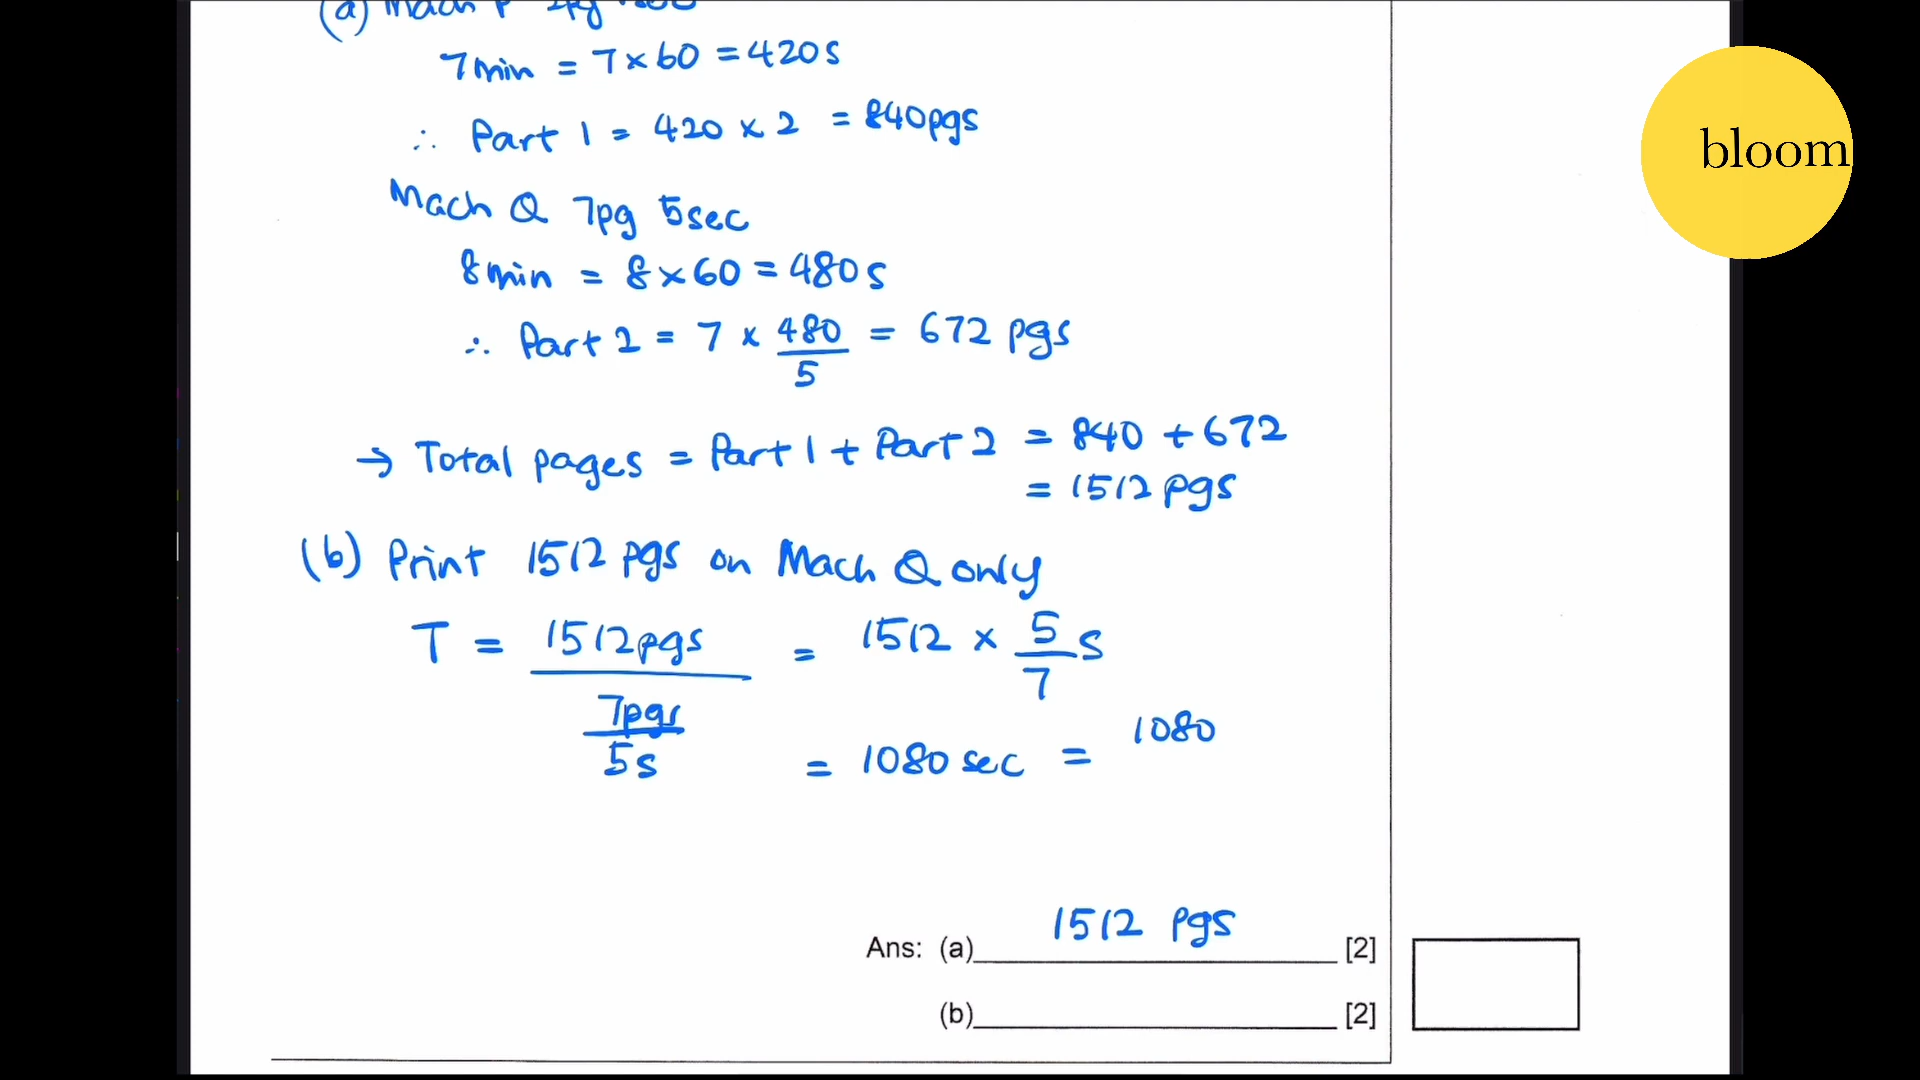 (a) Mach P 2pg
7min = 7 × 60 = 420s
∴ Part 1 = 420 × 2 = 840pgs
Mach Q 7pg 5sec
8min = 8 × 60 = 480s
∴ Part 2 = 7 × 480/5 = 672 pgs
→ Total pages = Part 1 + Part 2 = 840 + 672
= 1512 pgs
(b) Print 1512 pgs on Mach Q only
T = 1512pgs / 7pgs/5s = 1512 × 5/7 s
= 1080 sec = 1080
Ans: (a) 1512 pgs [2]
(b) [2]
bloom